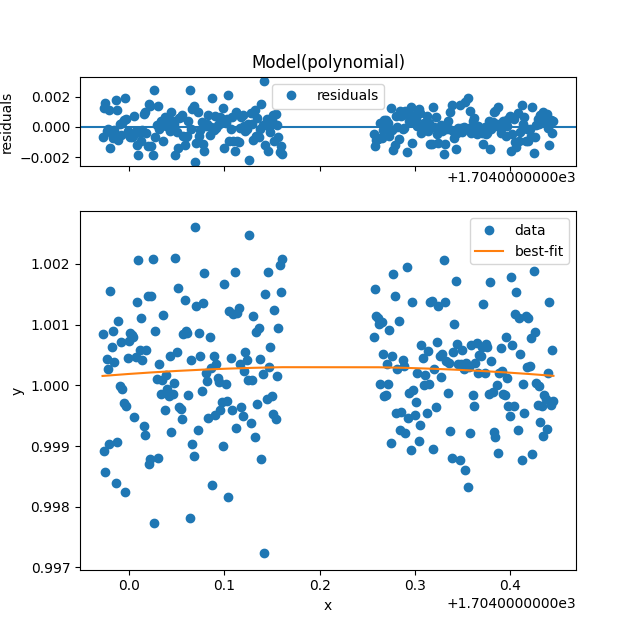 Model(polynomial)
0.002
0.000
−0.002
residuals
residuals
+1.7040000000e3
1.002
1.001
1.000
0.999
0.998
0.997
y
data
best-fit
0.0 0.1 0.2 0.3 0.4
x
+1.7040000000e3